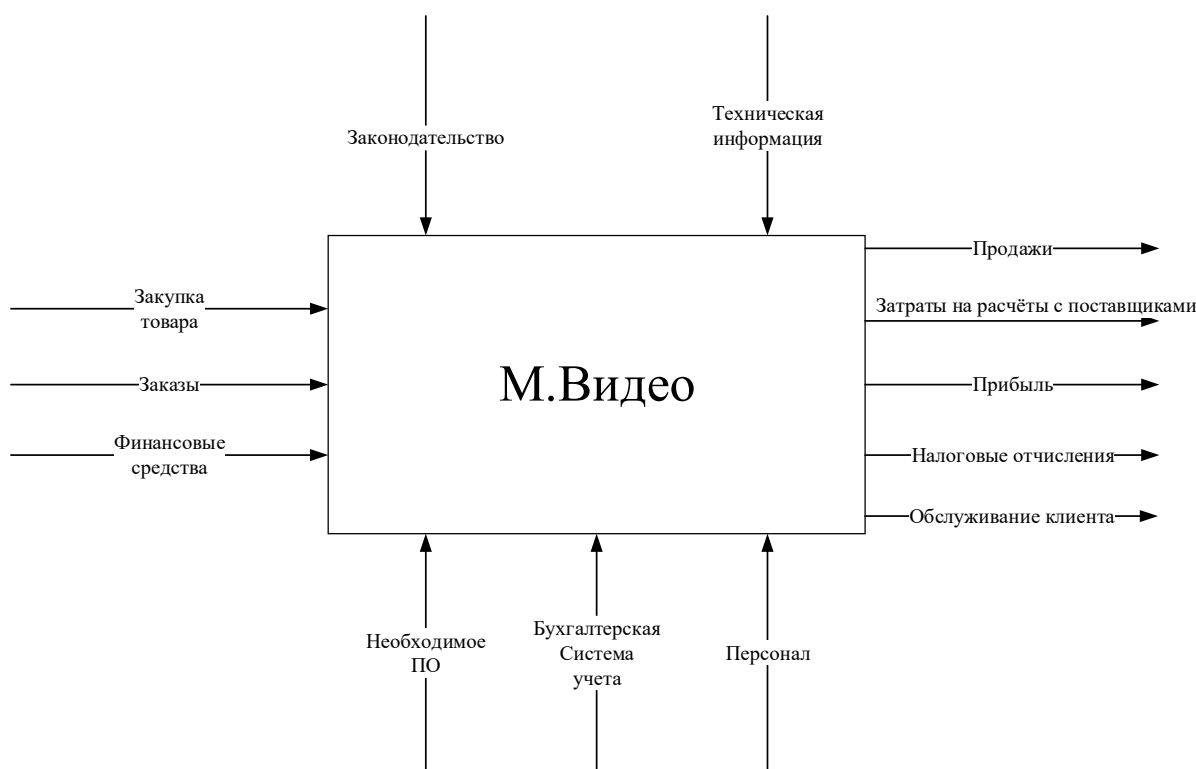 Законодательство
Техническая
информация
Закупка
товара
Заказы
Финансовые
средства
М.Видео
Продажи
Затраты на расчёты с поставщиками
Прибыль
Налоговые отчисления
Обслуживание клиента
Необходимое
ПО
Бухгалтерская
Система
учета
Персонал